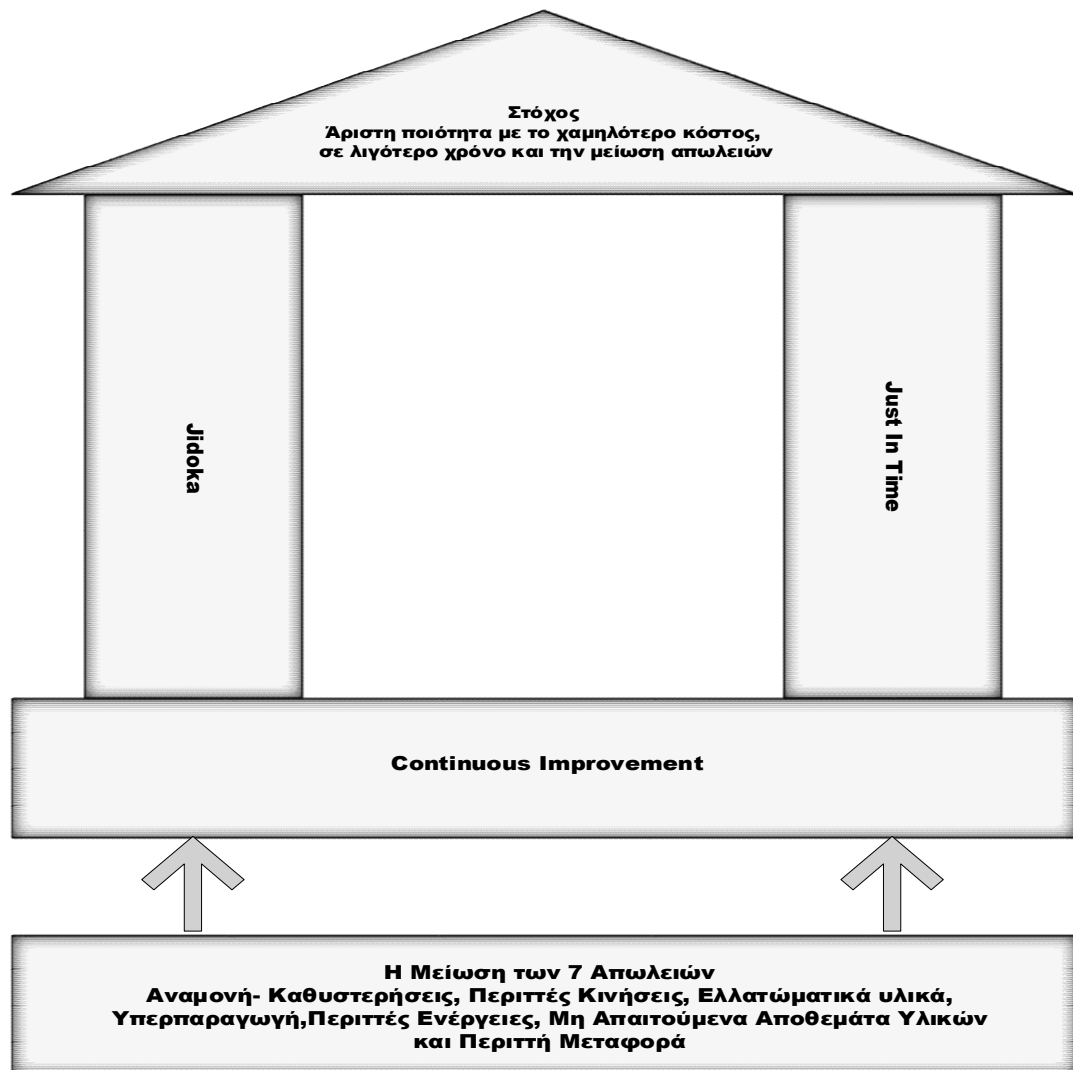 Στόχος
Άριστη ποιότητα με το χαμηλότερο κόστος,
σε λιγότερο χρόνο και την μείωση απωλειών
Jidoka
Just In Time
Continuous Improvement
Η Μείωση των 7 Απωλειών
Αναμονή- Καθυστερήσεις, Περιττές Κινήσεις, Ελλατώματικά υλικά,
Υπερπαραγωγή,Περιττές Ενέργειες, Μη Απαιτούμενα Αποθεμάτα Υλικών
και Περιττή Μεταφορά